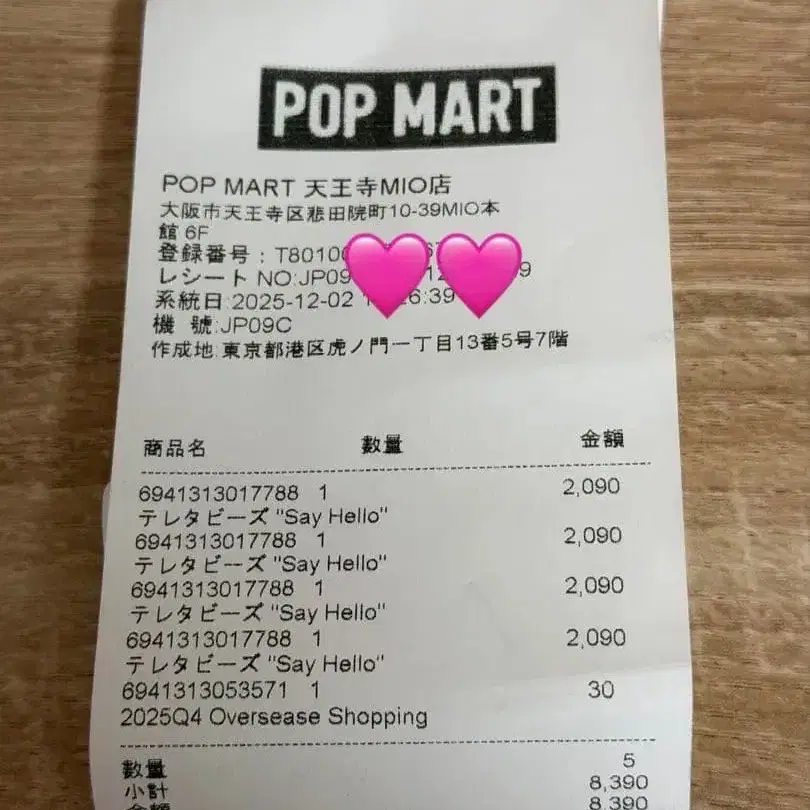 POP MART
POP MART 天王寺MIO店
大阪市天王寺区悲田院町10-39MIO本
館 6F
登録番号：T8010
レシート NO:JP09
系統日:2025-12-02 6:39
機 號:JP09C
作成地:東京都港区虎ノ門一丁目13番5号7階
商品名 数量 金額
6941313017788 1 2,090
テレタビーズ "Say Hello"
6941313017788 1 2,090
テレタビーズ "Say Hello"
6941313017788 1 2,090
テレタビーズ "Say Hello"
6941313017788 1 2,090
テレタビーズ "Say Hello"
6941313053571 1 30
2025Q4 Oversease Shopping
数量 5
小計 8,390
金額 8,390